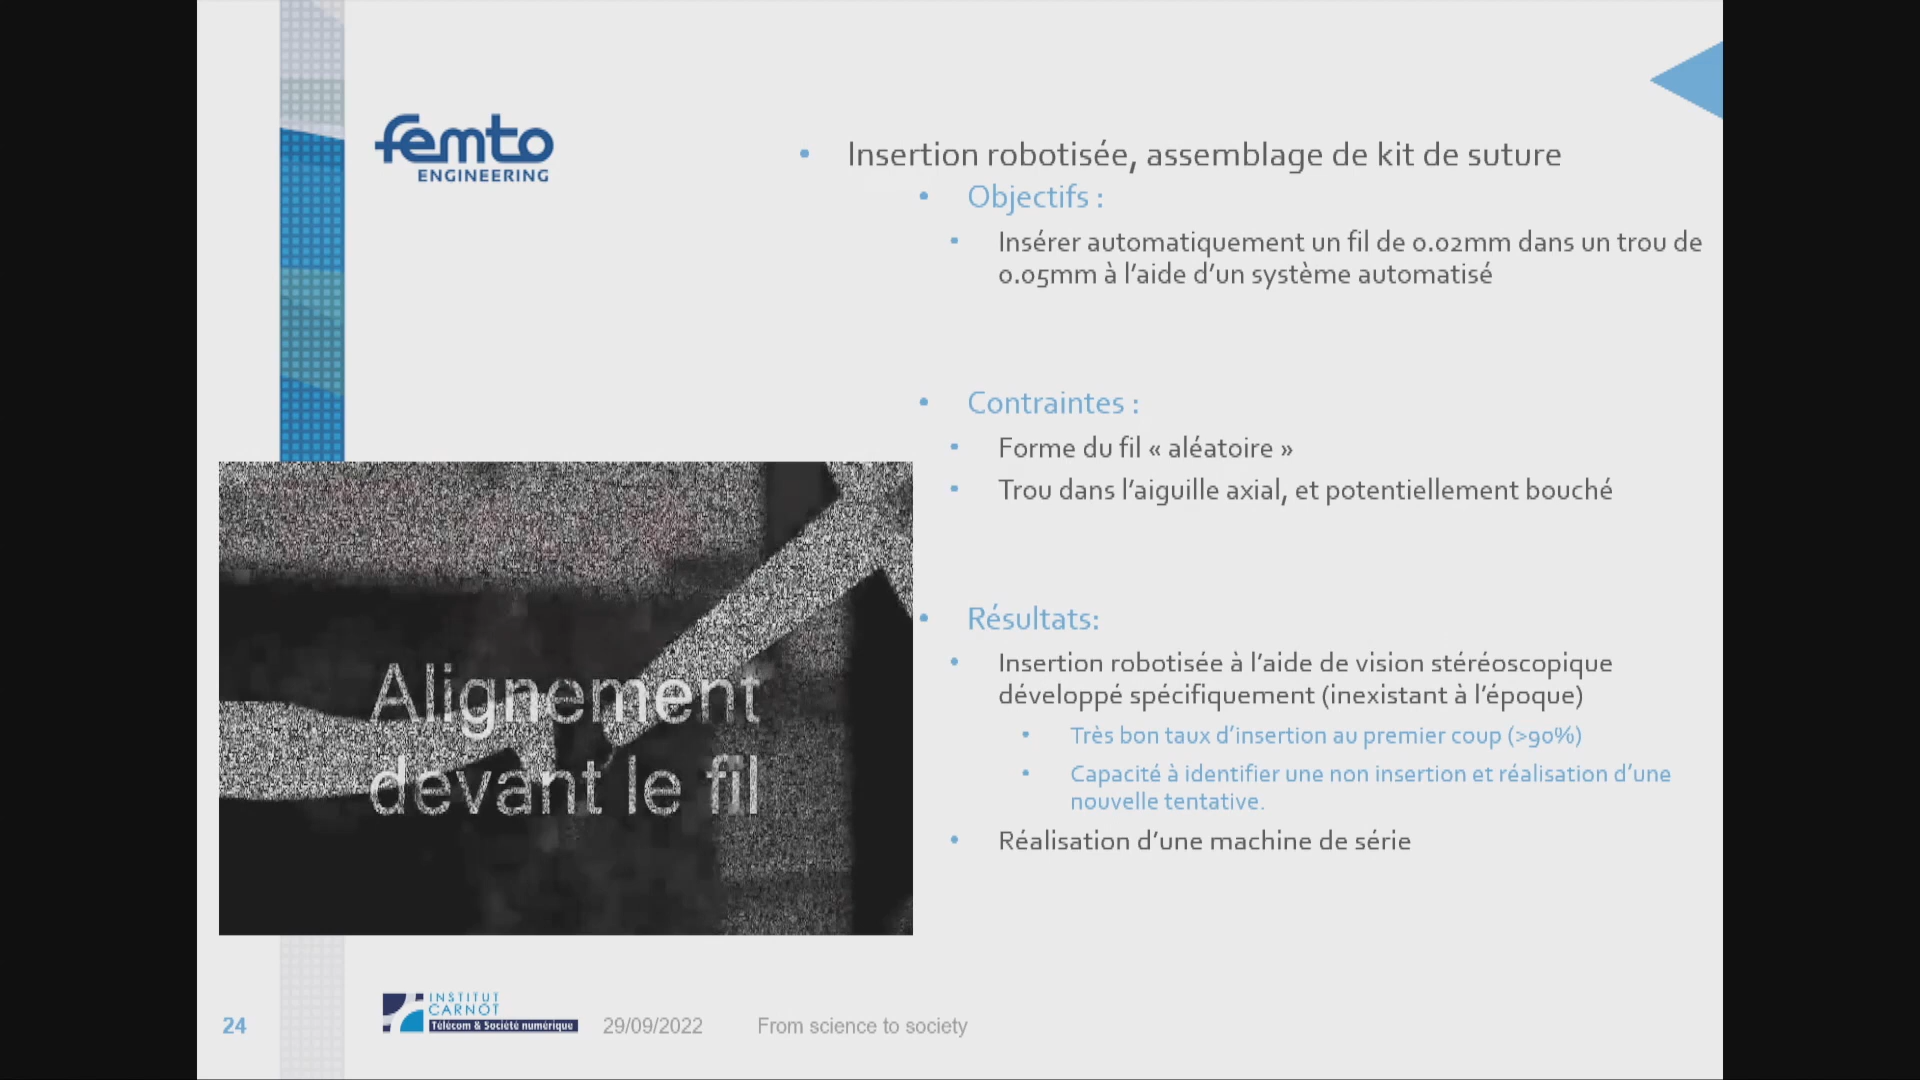 femto
ENGINEERING
• Insertion robotisée, assemblage de kit de suture
• Objectifs :
• Insérer automatiquement un fil de 0.02mm dans un trou de
0.05mm à l’aide d’un système automatisé
• Contraintes :
• Forme du fil « aléatoire »
• Trou dans l’aiguille axial, et potentiellement bouché
• Résultats:
• Insertion robotisée à l’aide de vision stéréoscopique
développé spécifiquement (inexistant à l’époque)
• Très bon taux d’insertion au premier coup (>90%)
• Capacité à identifier une non insertion et réalisation d’une
nouvelle tentative.
• Réalisation d’une machine de série
Alignement
devant le fil
24
INSTITUT
CARNOT
Télécom & Société numérique
29/09/2022
From science to society